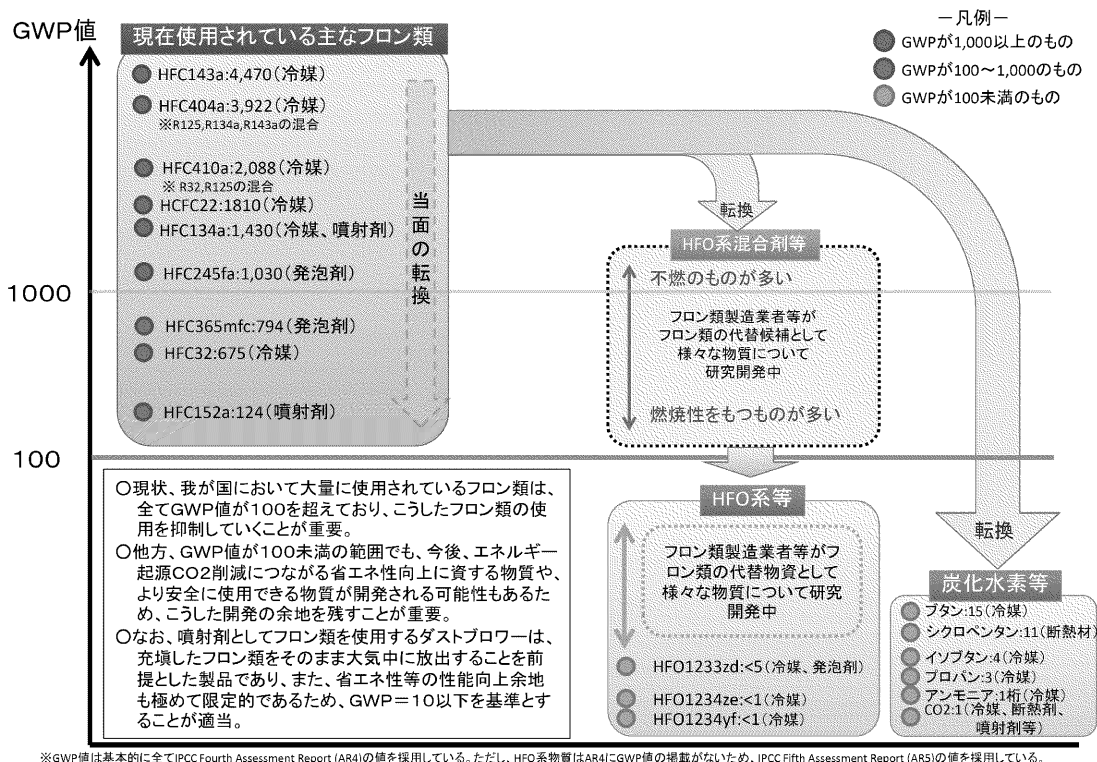 GWP値
現在使用されている主なフロン類
HFC143a:4,470(冷媒)
HFC404a:3,922(冷媒)
※R125,R134a,R143aの混合
HFC410a:2,088(冷媒)
※ R32,R125の混合
HCFC22:1810(冷媒)
HFC134a:1,430(冷媒、噴射剤)
HFC245fa:1,030(発泡剤)
HFC365mfc:794(発泡剤)
HFC32:675(冷媒)
HFC152a:124(噴射剤)
当面の転換
1000
100
－凡例－
GWPが1,000以上のもの
GWPが100～1,000のもの
GWPが100未満のもの
転換
HFO系混合剤等
不燃のものが多い
フロン類製造業者等が
フロン類の代替候補として
様々な物質について
研究開発中
燃焼性をもつものが多い
HFO系等
フロン類製造業者等がフ
ロン類の代替物資として
様々な物質について研究
開発中
HFO1233zd:<5(冷媒、発泡剤)
HFO1234ze:<1(冷媒)
HFO1234yf:<1(冷媒)
転換
炭化水素等
ブタン:15(冷媒)
シクロペンタン:11(断熱材)
イソブタン:4(冷媒)
プロパン:3(冷媒)
アンモニア:1桁(冷媒)
CO2:1(冷媒、断熱剤、
噴射剤等)
○現状、我が国において大量に使用されているフロン類は、
全てGWP値が100を超えており、こうしたフロン類の使
用を抑制していくことが重要。
○他方、GWP値が100未満の範囲でも、今後、エネルギー
起源CO2削減につながる省エネ性向上に資する物質や、
より安全に使用できる物質が開発される可能性もあるた
め、こうした開発の余地を残すことが重要。
○なお、噴射剤としてフロン類を使用するダストブロワーは、
充填したフロン類をそのまま大気中に放出することを前
提とした製品であり、また、省エネ性等の性能向上余地
も極めて限定的であるため、GWP＝10以下を基準とす
ることが適当。
※GWP値は基本的に全てIPCC Fourth Assessment Report (AR4)の値を採用している。ただし、HFO系物質はAR4にGWP値の掲載がないため、IPCC Fifth Assessment Report (AR5)の値を採用している。